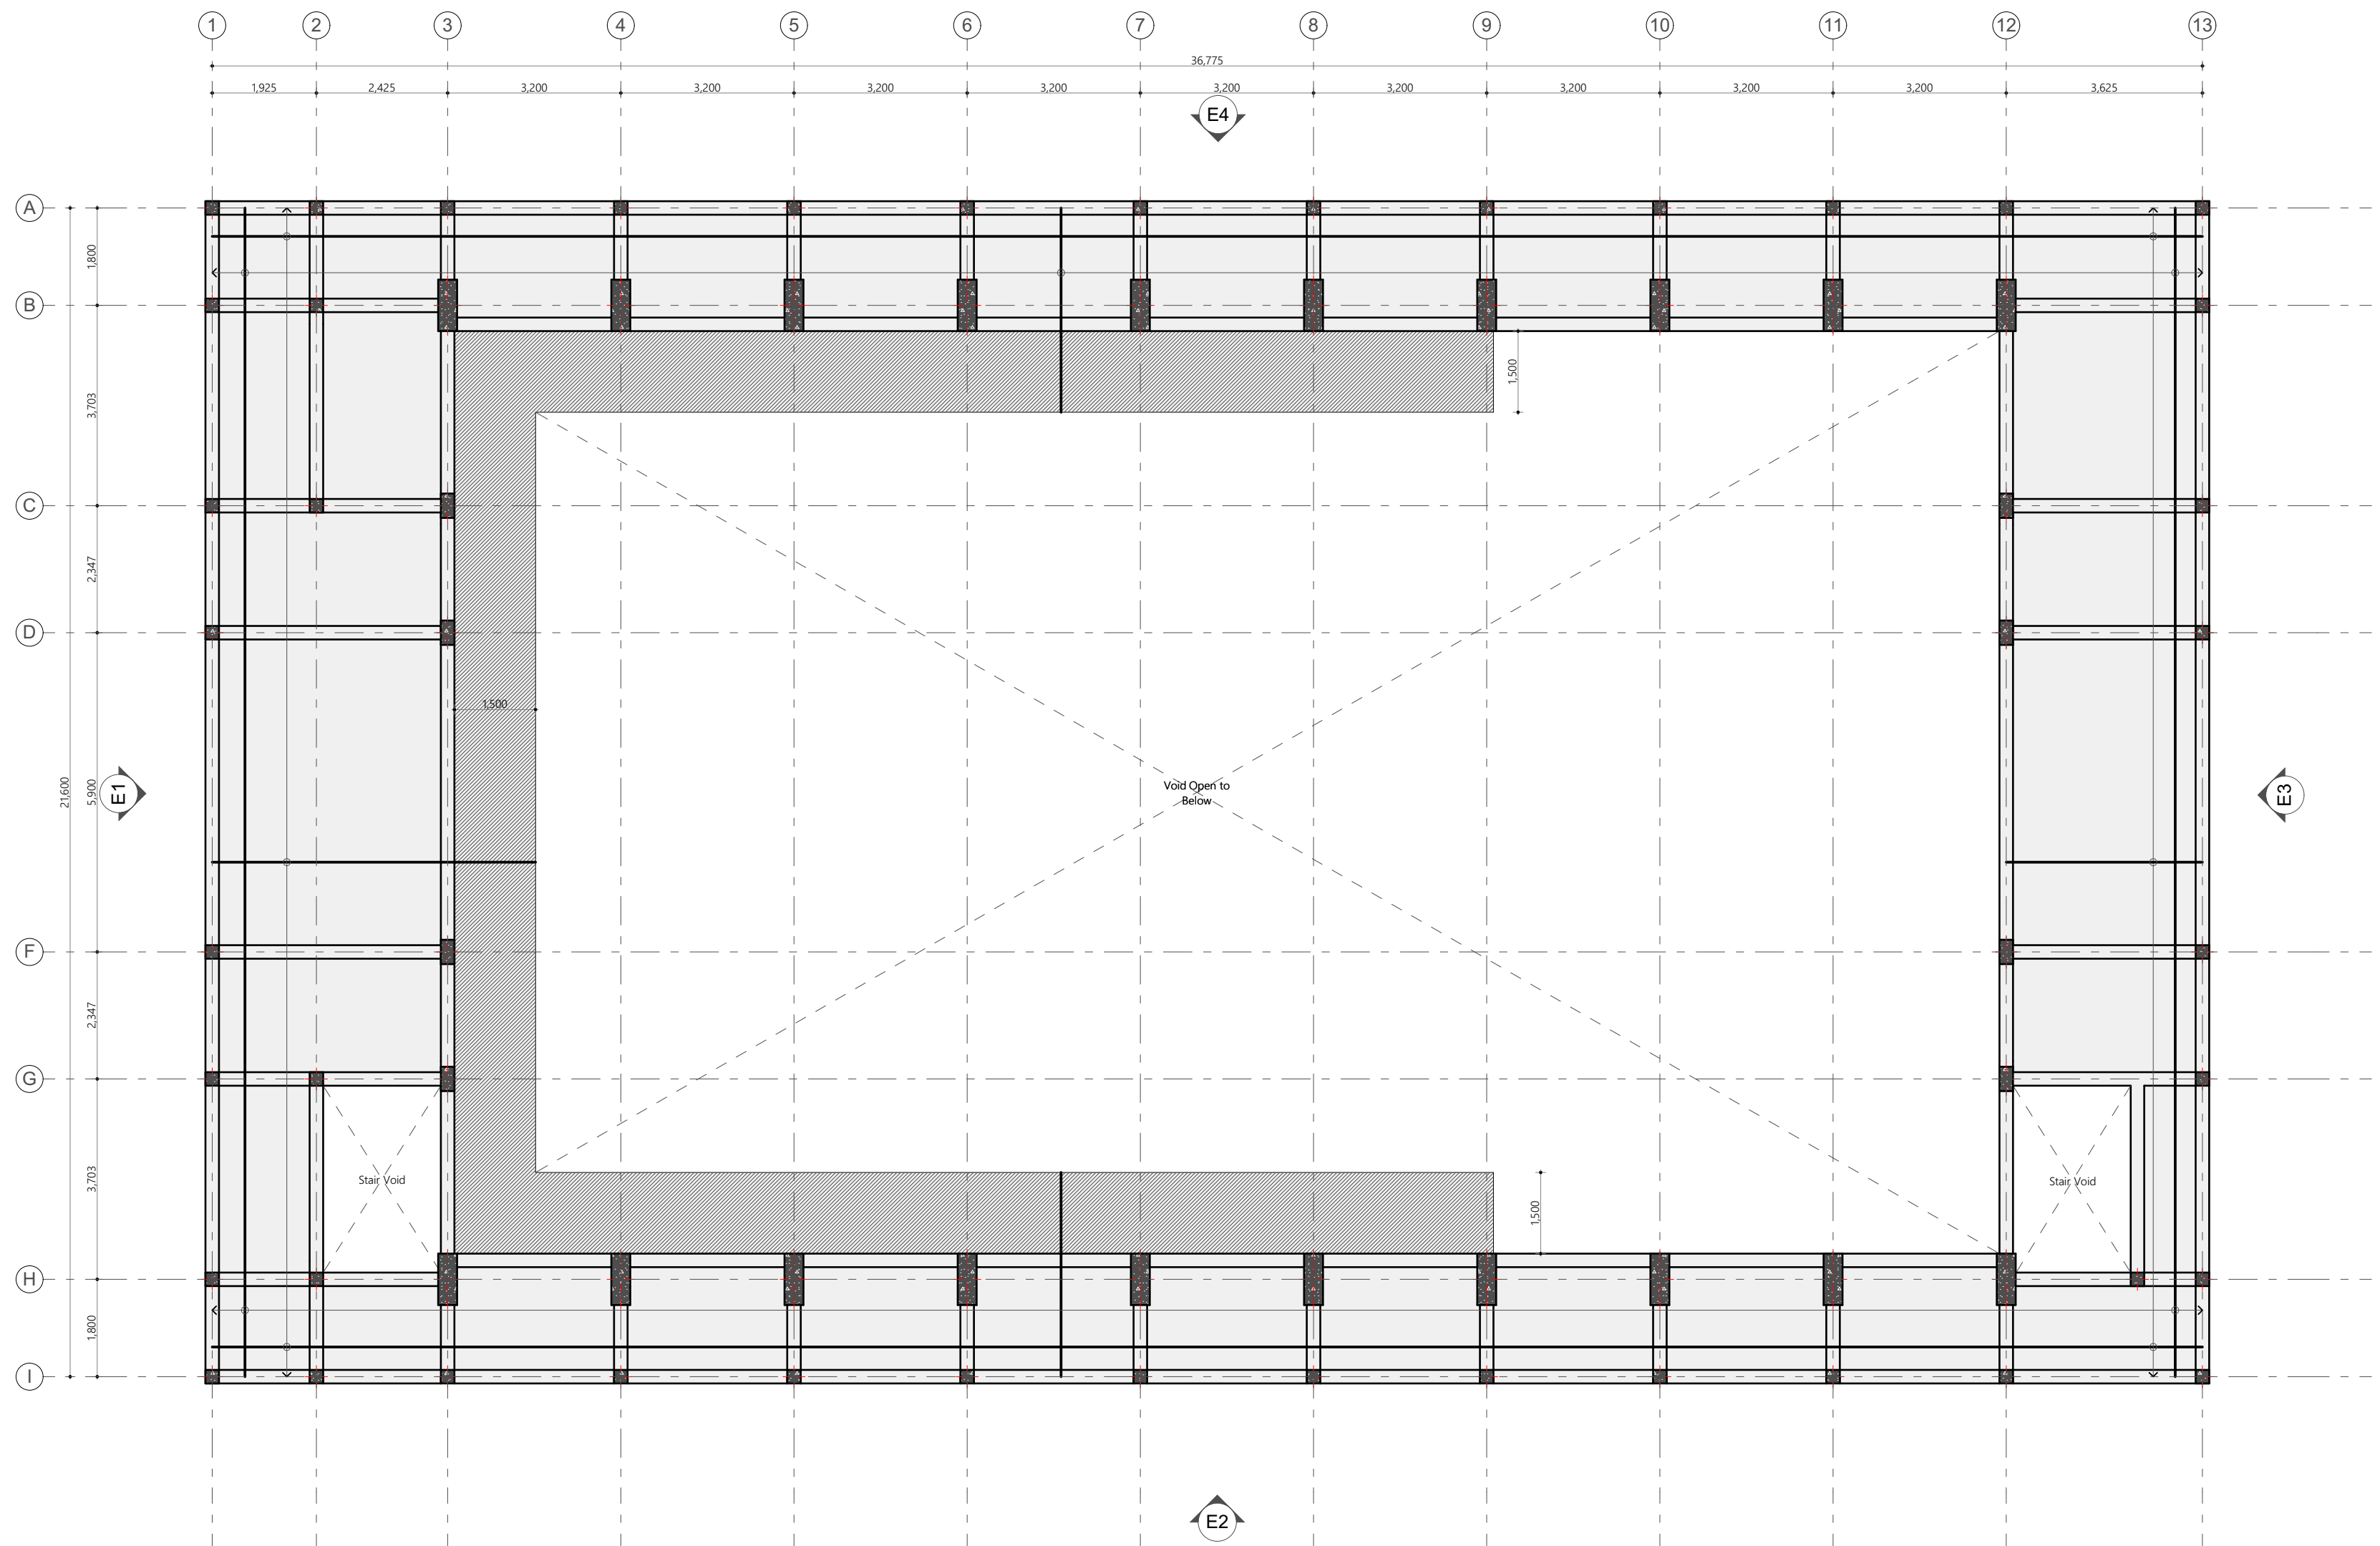 1 2 3 4 5 6 7 8 9 10 11 12 13
36,775
1,925 2,425 3,200 3,200 3,200 3,200 3,200 3,200 3,200 3,200 3,200 3,625
E4
A
1,800
B
3,703
1,500
C
2,347
D
1,500
21,600
5,900
E1
Void Open to
Below
E3
F
2,347
G
3,703
Stair Void
Stair Void
1,500
H
1,800
I
E2